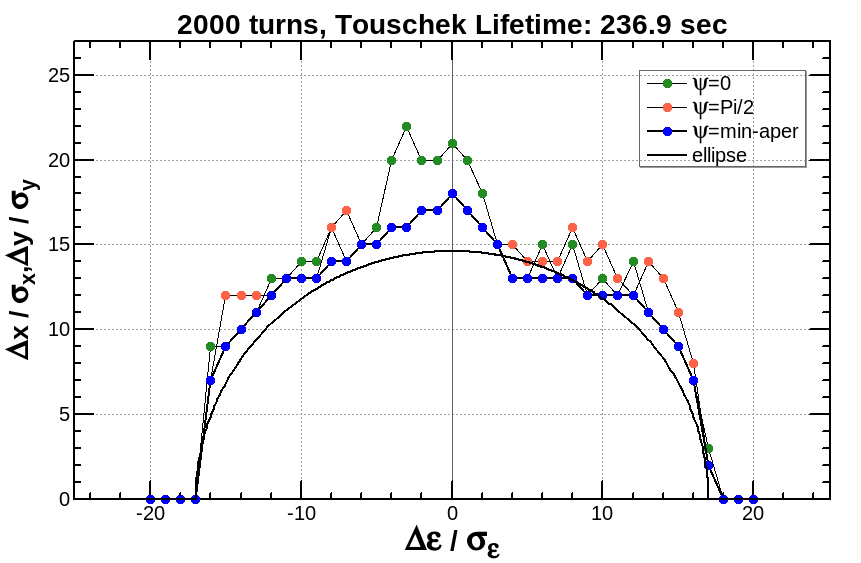 2000 turns, Touschek Lifetime: 236.9 sec
ψ=0
ψ=Pi/2
ψ=min-aper
ellipse
25
20
15
10
5
0
Δx / σx,Δy / σy
-20 -10 0 10 20
Δε / σε